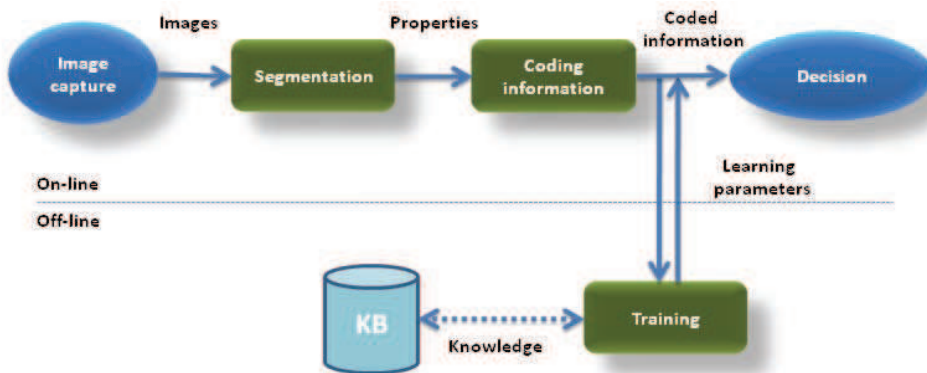 Images
Properties
Coded
information
Image
capture
Segmentation
Coding
information
Decision
Learning
parameters
On-line
Off-line
KB
Knowledge
Training